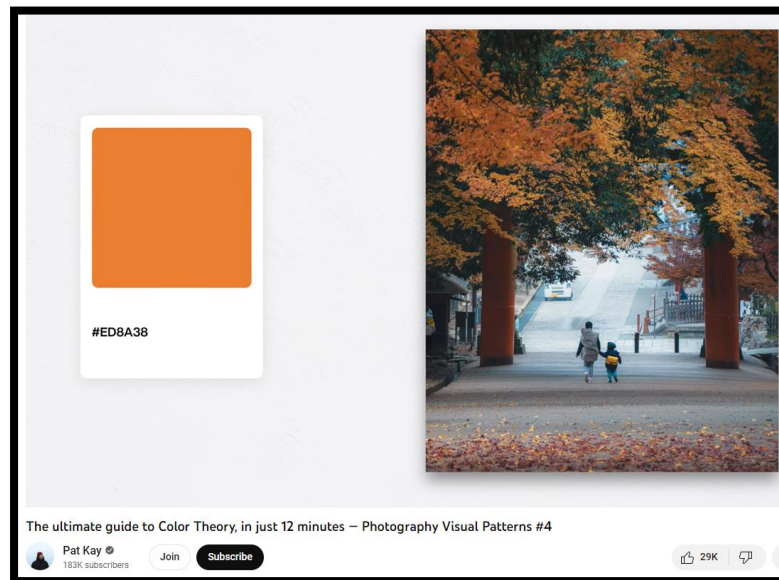 #ED8A38
The ultimate guide to Color Theory, in just 12 minutes – Photography Visual Patterns #4
Pat Kay
183K subscribers
Join
Subscribe
29K